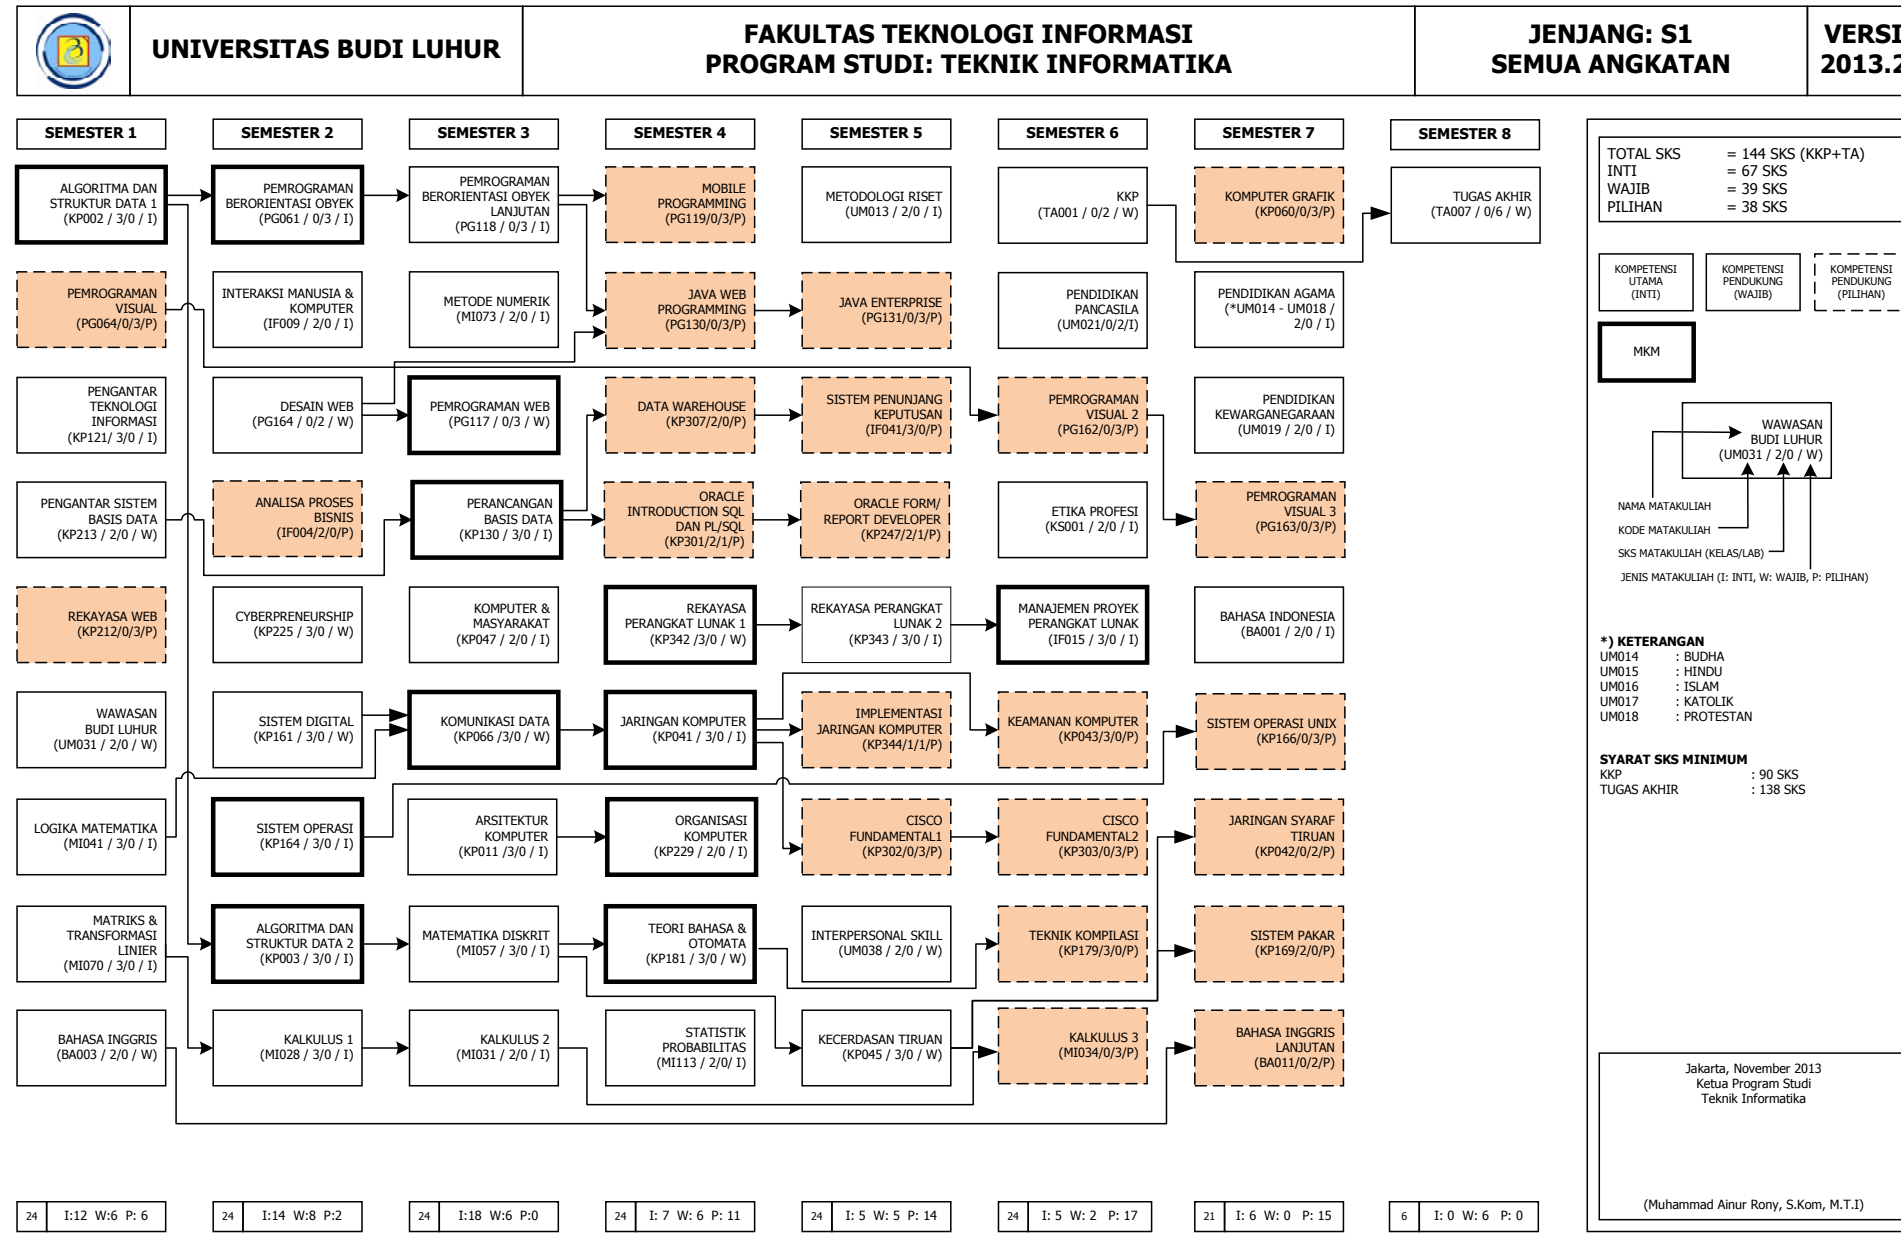 UNIVERSITAS BUDI LUHUR
FAKULTAS TEKNOLOGI INFORMASI
PROGRAM STUDI: TEKNIK INFORMATIKA
JENJANG: S1
SEMUA ANGKATAN
VERSI
2013.2
SEMESTER 1
SEMESTER 2
SEMESTER 3
SEMESTER 4
SEMESTER 5
SEMESTER 6
SEMESTER 7
SEMESTER 8
ALGORITMA DAN
STRUKTUR DATA 1
(KP002 / 3/0 / I)
PEMROGRAMAN
BERORIENTASI OBYEK
(PG061 / 0/3 / I)
PEMROGRAMAN
BERORIENTASI OBYEK
LANJUTAN
(PG118 / 0/3 / I)
MOBILE
PROGRAMMING
(PG119/0/3/P)
METODOLOGI RISET
(UM013 / 2/0 / I)
KKP
(TA001 / 0/2 / W)
KOMPUTER GRAFIK
(KP060/0/3/P)
TUGAS AKHIR
(TA007 / 0/6 / W)
PEMROGRAMAN
VISUAL
(PG064/0/3/P)
INTERAKSI MANUSIA &
KOMPUTER
(IF009 / 2/0 / I)
METODE NUMERIK
(MI073 / 2/0 / I)
JAVA WEB
PROGRAMMING
(PG130/0/3/P)
JAVA ENTERPRISE
(PG131/0/3/P)
PENDIDIKAN
PANCASILA
(UM021/0/2/I)
PENDIDIKAN AGAMA
(*UM014 - UM018 /
2/0 / I)
PENGANTAR
TEKNOLOGI
INFORMASI
(KP121/ 3/0 / I)
DESAIN WEB
(PG164 / 0/2 / W)
PEMROGRAMAN WEB
(PG117 / 0/3 / W)
DATA WAREHOUSE
(KP307/2/0/P)
SISTEM PENUNJANG
KEPUTUSAN
(IF041/3/0/P)
PEMROGRAMAN
VISUAL 2
(PG162/0/3/P)
PENDIDIKAN
KEWARGANEGARAAN
(UM019 / 2/0 / I)
PENGANTAR SISTEM
BASIS DATA
(KP213 / 2/0 / W)
ANALISA PROSES
BISNIS
(IF004/2/0/P)
PERANCANGAN
BASIS DATA
(KP130 / 3/0 / I)
ORACLE
INTRODUCTION SQL
DAN PL/SQL
(KP301/2/1/P)
ORACLE FORM/
REPORT DEVELOPER
(KP247/2/1/P)
ETIKA PROFESI
(KS001 / 2/0 / I)
PEMROGRAMAN
VISUAL 3
(PG163/0/3/P)
REKAYASA WEB
(KP212/0/3/P)
CYBERPRENEURSHIP
(KP225 / 3/0 / W)
KOMPUTER &
MASYARAKAT
(KP047 / 2/0 / I)
REKAYASA
PERANGKAT LUNAK 1
(KP342 /3/0 / W)
REKAYASA PERANGKAT
LUNAK 2
(KP343 / 3/0 / I)
MANAJEMEN PROYEK
PERANGKAT LUNAK
(IF015 / 3/0 / I)
BAHASA INDONESIA
(BA001 / 2/0 / I)
WAWASAN
BUDI LUHUR
(UM031 / 2/0 / W)
SISTEM DIGITAL
(KP161 / 3/0 / W)
KOMUNIKASI DATA
(KP066 /3/0 / W)
JARINGAN KOMPUTER
(KP041 / 3/0 / I)
IMPLEMENTASI
JARINGAN KOMPUTER
(KP344/1/1/P)
KEAMANAN KOMPUTER
(KP043/3/0/P)
SISTEM OPERASI UNIX
(KP166/0/3/P)
LOGIKA MATEMATIKA
(MI041 / 3/0 / I)
SISTEM OPERASI
(KP164 / 3/0 / I)
ARSITEKTUR
KOMPUTER
(KP011 /3/0 / I)
ORGANISASI
KOMPUTER
(KP229 / 2/0 / I)
CISCO
FUNDAMENTAL1
(KP302/0/3/P)
CISCO
FUNDAMENTAL2
(KP303/0/3/P)
JARINGAN SYARAF
TIRUAN
(KP042/0/2/P)
MATRIKS &
TRANSFORMASI
LINIER
(MI070 / 3/0 / I)
ALGORITMA DAN
STRUKTUR DATA 2
(KP003 / 3/0 / I)
MATEMATIKA DISKRIT
(MI057 / 3/0 / I)
TEORI BAHASA &
OTOMATA
(KP181 / 3/0 / W)
INTERPERSONAL SKILL
(UM038 / 2/0 / W)
TEKNIK KOMPILASI
(KP179/3/0/P)
SISTEM PAKAR
(KP169/2/0/P)
BAHASA INGGRIS
(BA003 / 2/0 / W)
KALKULUS 1
(MI028 / 3/0 / I)
KALKULUS 2
(MI031 / 2/0 / I)
STATISTIK
PROBABILITAS
(MI113 / 2/0/ I)
KECERDASAN TIRUAN
(KP045 / 3/0 / W)
KALKULUS 3
(MI034/0/3/P)
BAHASA INGGRIS
LANJUTAN
(BA011/0/2/P)
24 I:12 W:6 P: 6
24 I:14 W:8 P:2
24 I:18 W:6 P:0
24 I: 7 W: 6 P: 11
24 I: 5 W: 5 P: 14
24 I: 5 W: 2 P: 17
21 I: 6 W: 0 P: 15
6 I: 0 W: 6 P: 0
TOTAL SKS = 144 SKS (KKP+TA)
INTI = 67 SKS
WAJIB = 39 SKS
PILIHAN = 38 SKS
KOMPETENSI
UTAMA
(INTI)
KOMPETENSI
PENDUKUNG
(WAJIB)
KOMPETENSI
PENDUKUNG
(PILIHAN)
MKM
WAWASAN
BUDI LUHUR
(UM031 / 2/0 / W)
NAMA MATAKULIAH
KODE MATAKULIAH
SKS MATAKULIAH (KELAS/LAB)
JENIS MATAKULIAH (I: INTI, W: WAJIB, P: PILIHAN)
*) KETERANGAN
UM014 : BUDHA
UM015 : HINDU
UM016 : ISLAM
UM017 : KATOLIK
UM018 : PROTESTAN
SYARAT SKS MINIMUM
KKP : 90 SKS
TUGAS AKHIR : 138 SKS
Jakarta, November 2013
Ketua Program Studi
Teknik Informatika
(Muhammad Ainur Rony, S.Kom, M.T.I)